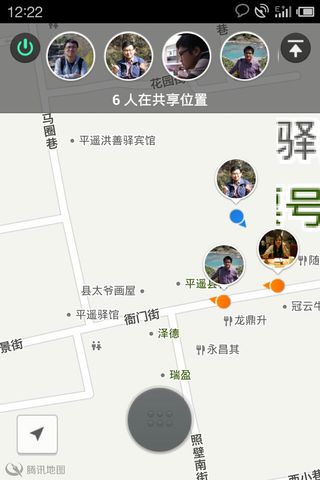 12:22
巷
花园
6 人在共享位置
马圈巷
平遥洪善驿宾馆
驿
号
随
县太爷画屋
平遥县
冠云牛
平遥驿馆
衙门街
龙鼎升
泽德
景街
永昌其
瑞盈
照壁南街
西小巷
腾讯地图